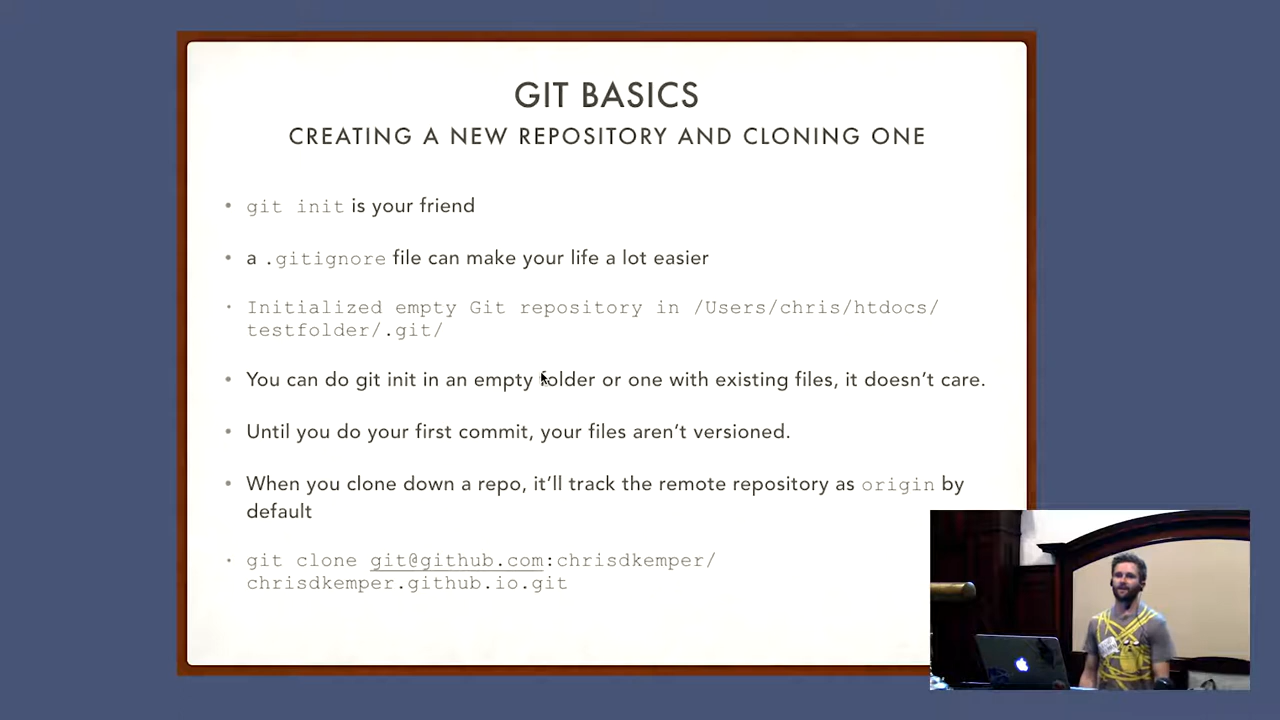 GIT BASICS
CREATING A NEW REPOSITORY AND CLONING ONE
• git init is your friend
• a .gitignore file can make your life a lot easier
• Initialized empty Git repository in /Users/chris/htdocs/
testfolder/.git/
• You can do git init in an empty folder or one with existing files, it doesn't care.
• Until you do your first commit, your files aren't versioned.
• When you clone down a repo, it'll track the remote repository as origin by
default
• git clone git@github.com:chrisdkemper/
chrisdkemper.github.io.git